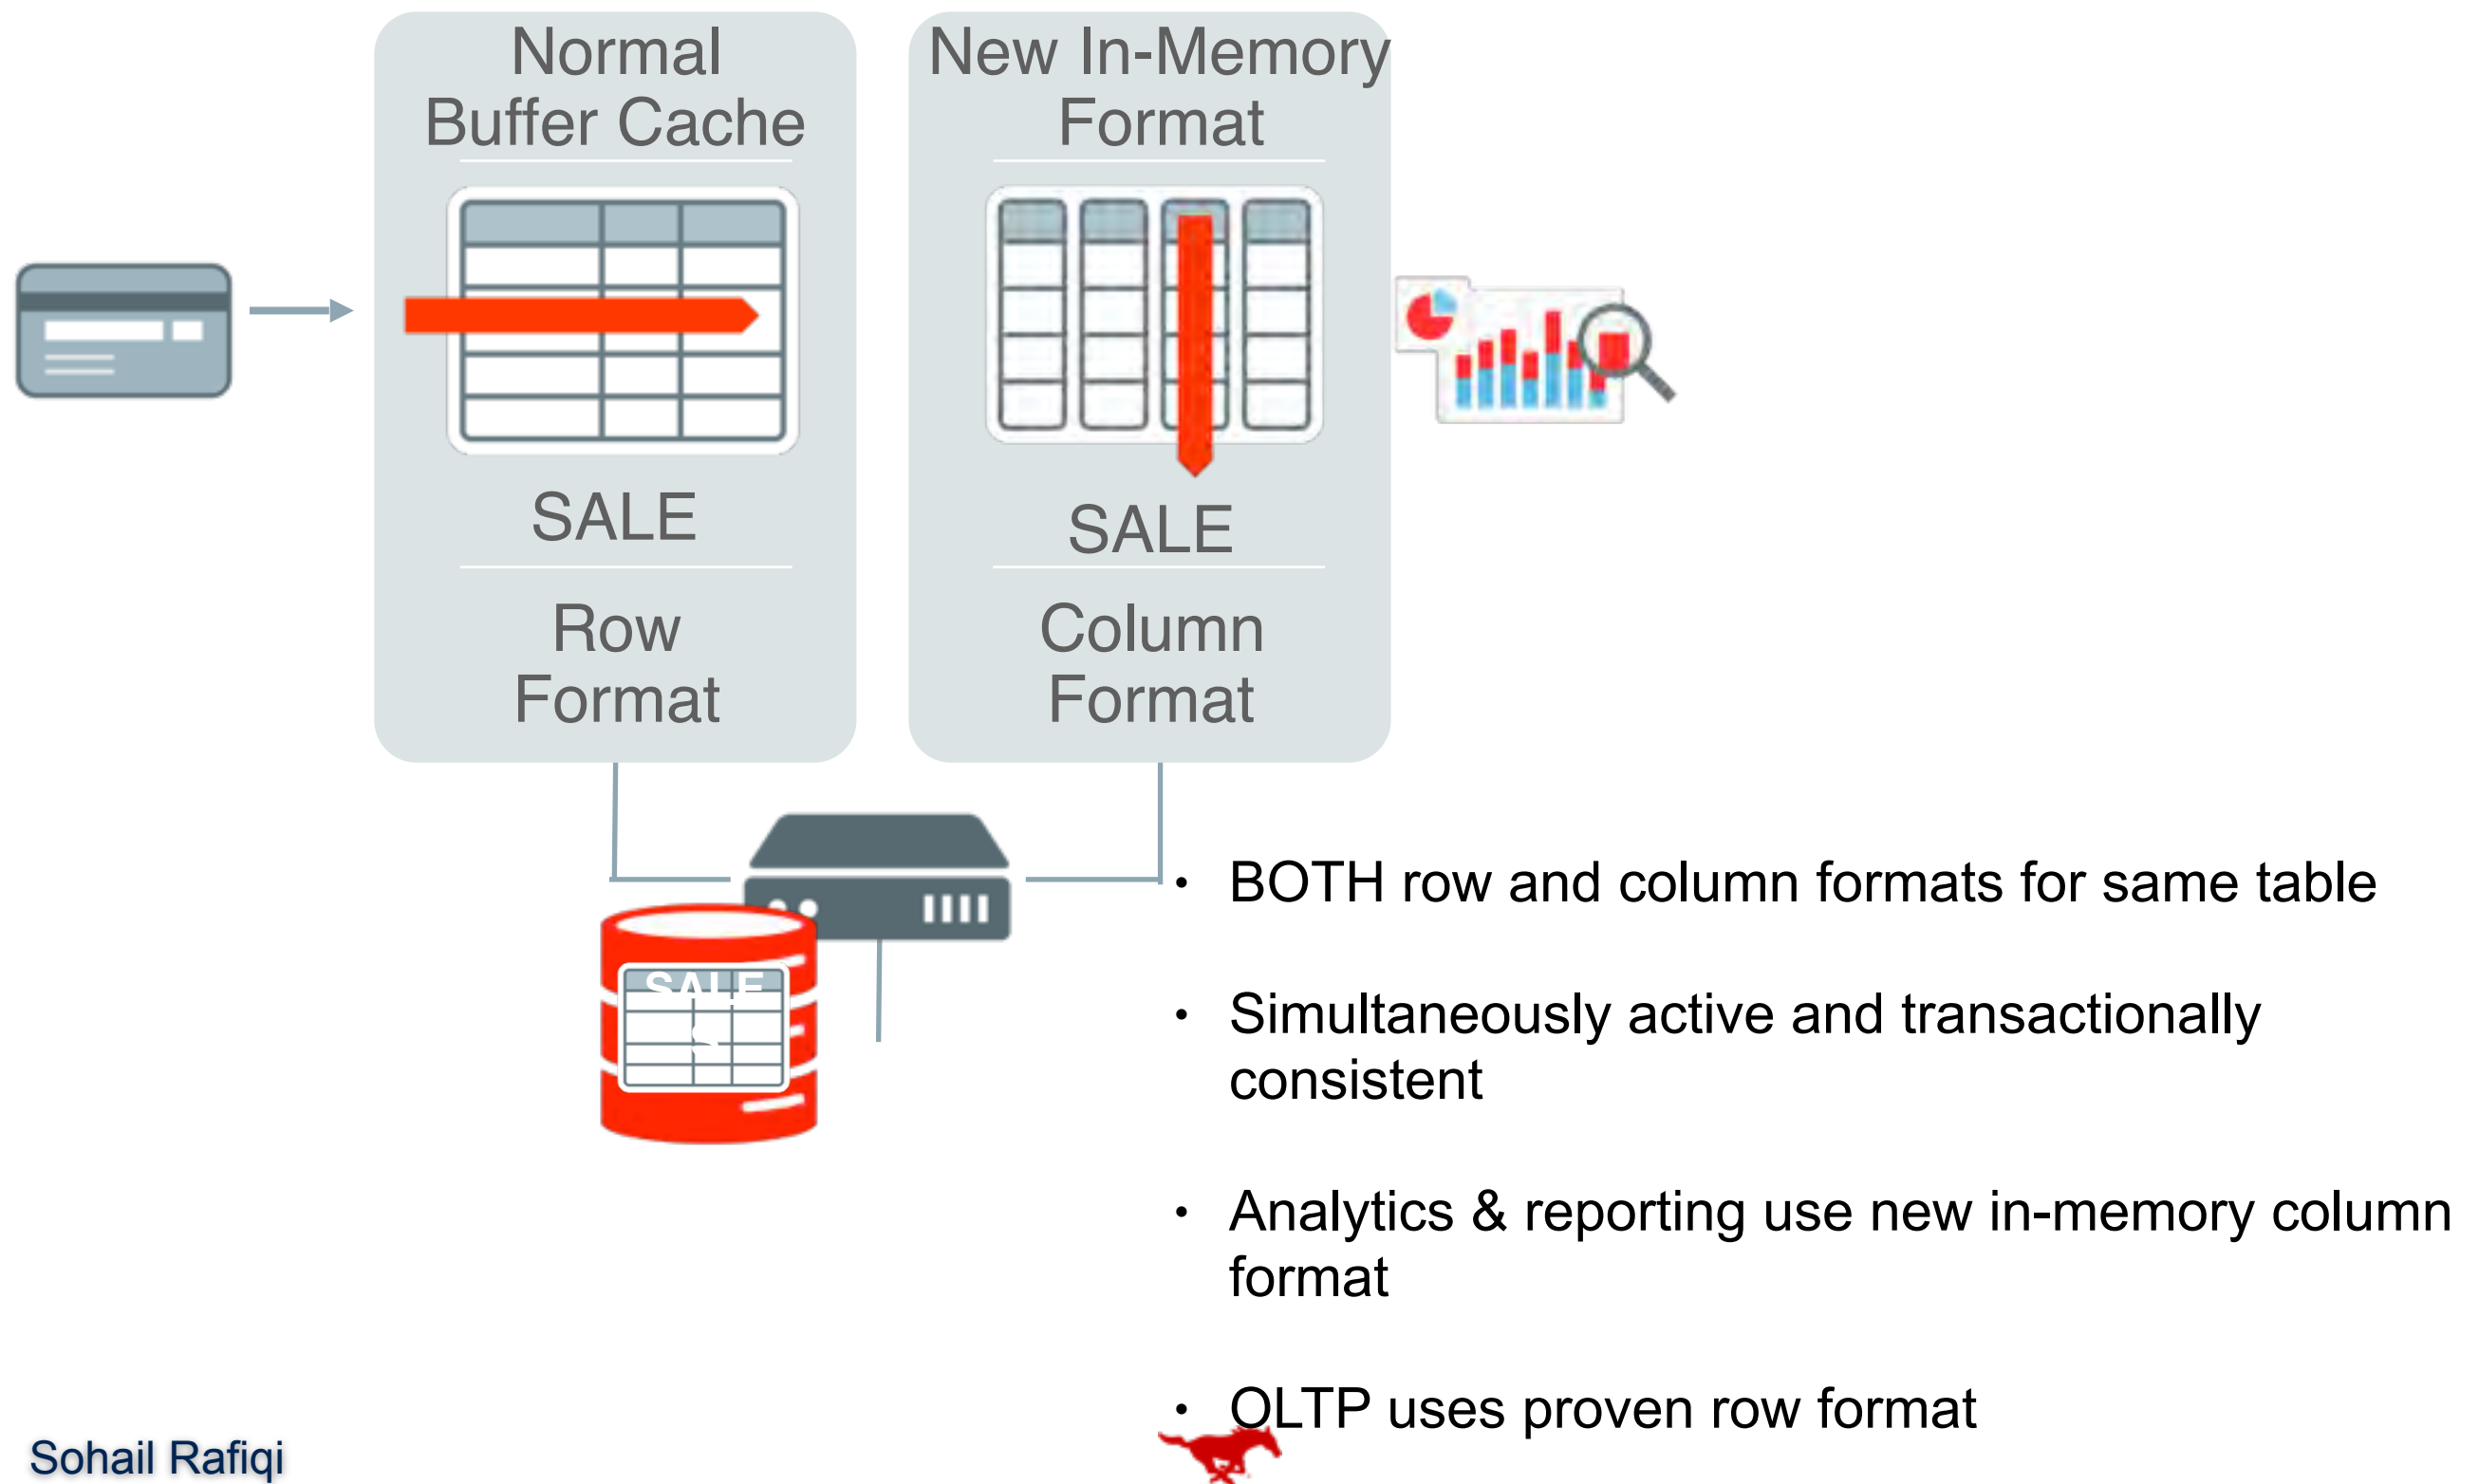 Normal
Buffer Cache
SALE
Row
Format
New In-Memory
Format
SALE
Column
Format
SALE
S
• BOTH row and column formats for same table
• Simultaneously active and transactionally
consistent
• Analytics & reporting use new in-memory column
format
• OLTP uses proven row format
Sohail Rafiqi